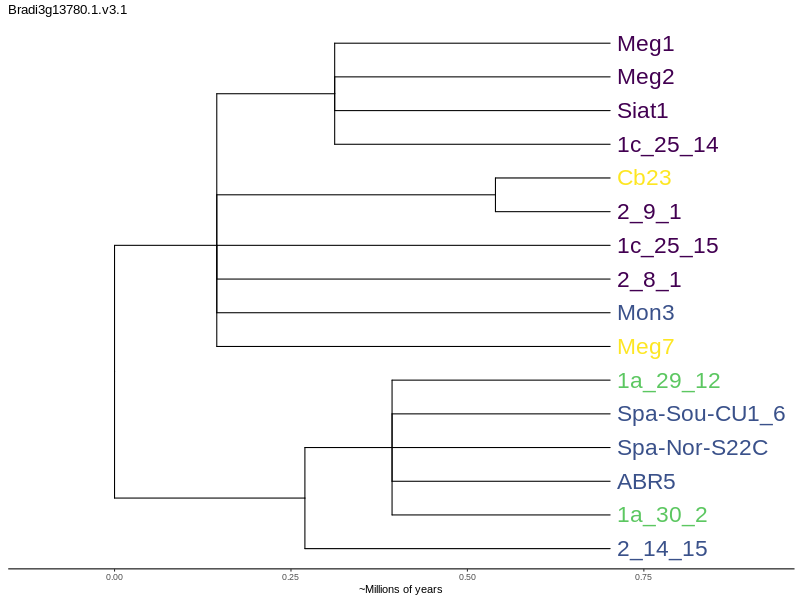 Bradi3g13780.1.v3.1
Meg1
Meg2
Siat1
1c_25_14
Cb23
2_9_1
1c_25_15
2_8_1
Mon3
Meg7
1a_29_12
Spa-Sou-CU1_6
Spa-Nor-S22C
ABR5
1a_30_2
2_14_15
0.00 0.25 0.50 0.75
~Millions of years